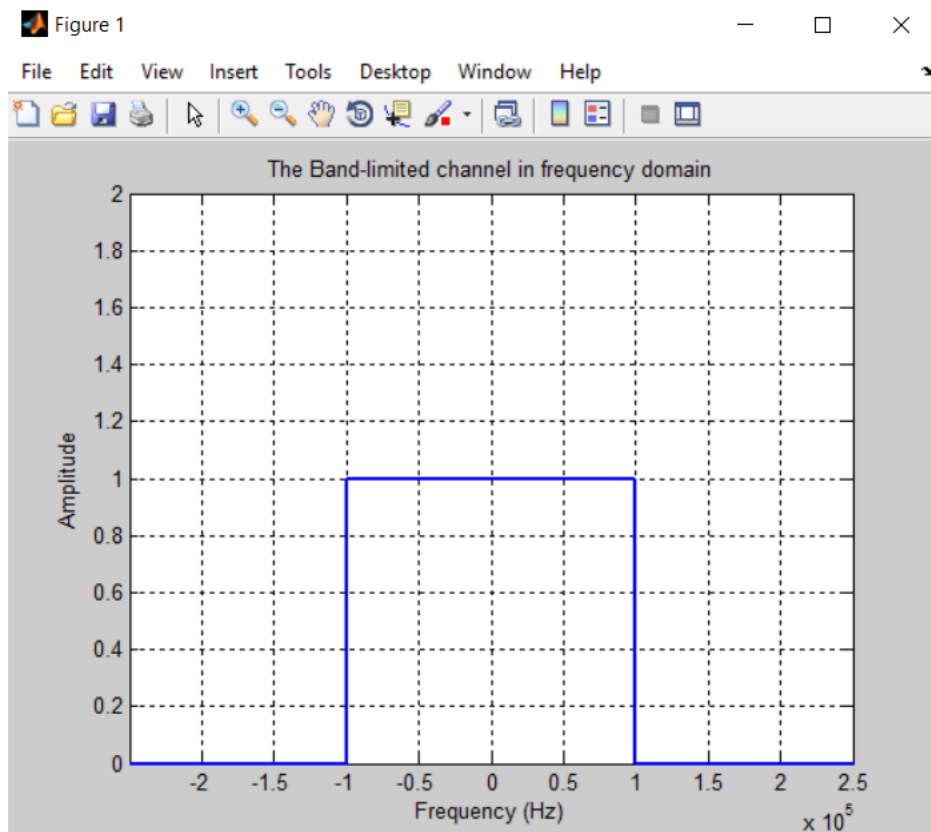 Figure 1
File Edit View Insert Tools Desktop Window Help
The Band-limited channel in frequency domain
2
1.8
1.6
1.4
1.2
1
0.8
0.6
0.4
0.2
0
Amplitude
-2 -1.5 -1 -0.5 0 0.5 1 1.5 2 2.5
Frequency (Hz)
x 10^5